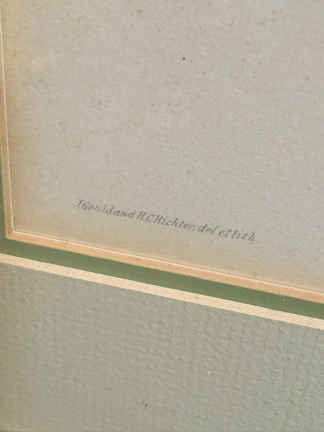 J Gould and H C Richter, del et lith.